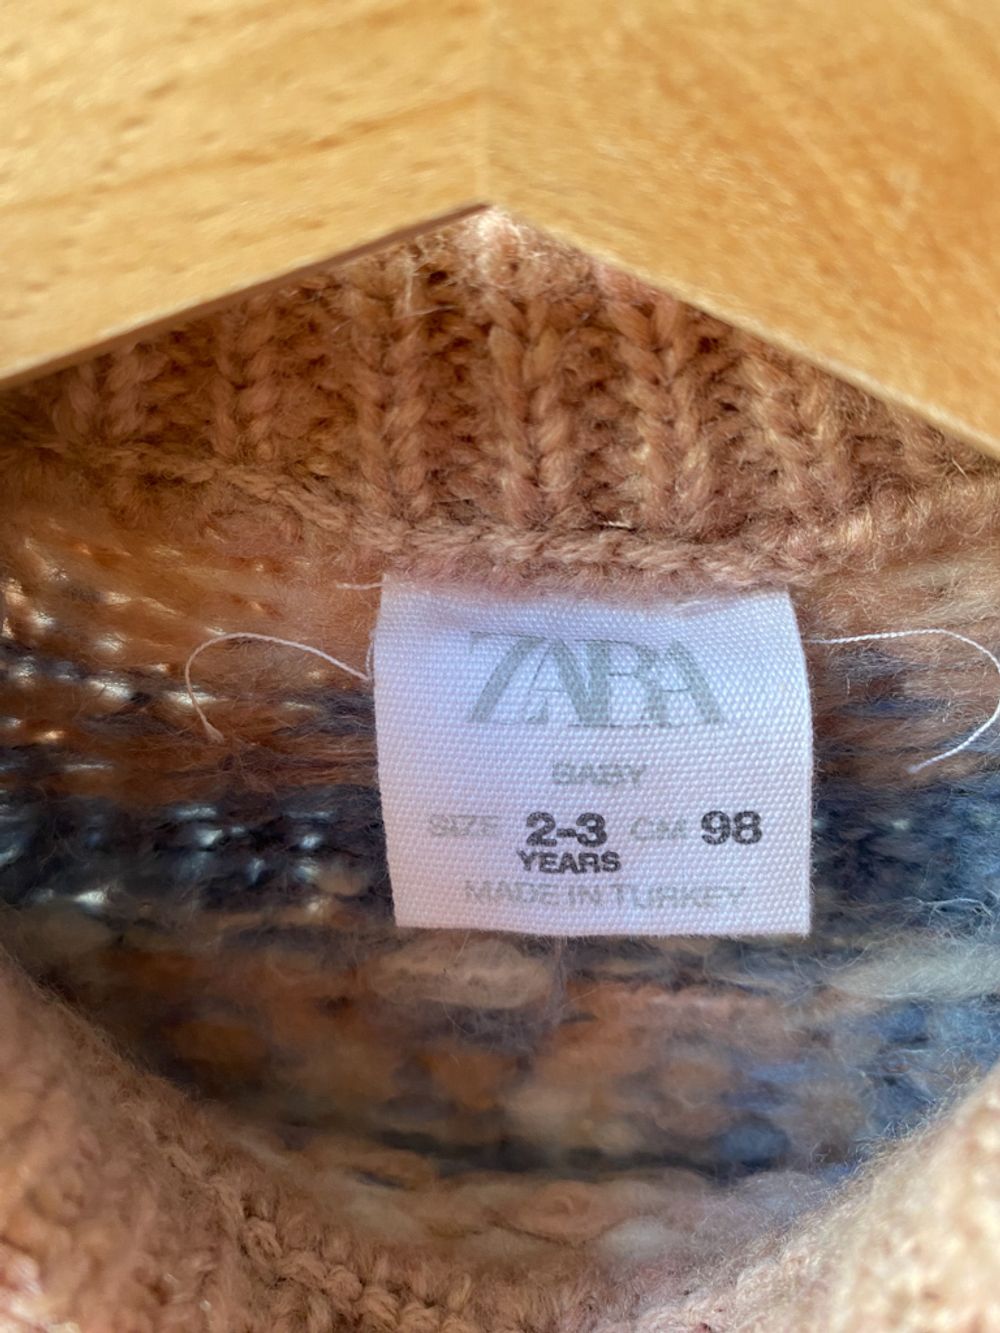 ZARA
BABY
SIZE 2-3 CM 98
YEARS
MADE IN TURKEY